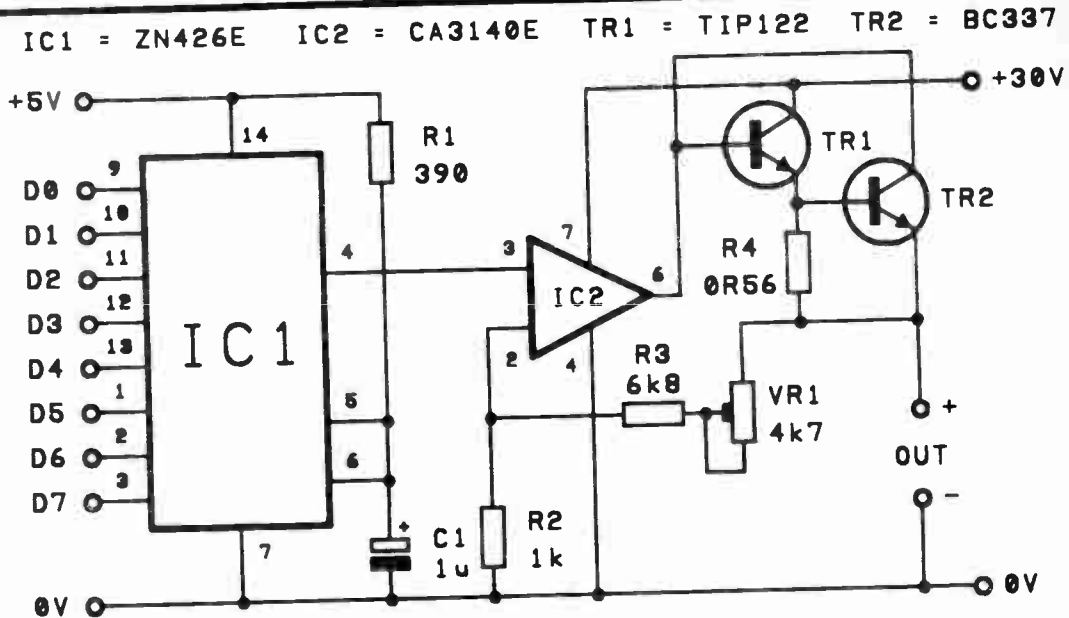 IC1 = ZN426E IC2 = CA3140E TR1 = TIP122 TR2 = BC337
+5V
+30V
14
R1
390
TR1
TR2
9
D0
10
D1
11
D2
12
D3
13
D4
1
D5
2
D6
3
D7
IC1
4
5
6
7
3
2
7
4
6
IC2
R4
0R56
R3
6k8
VR1
4k7
+
OUT
-
+
C1
1u
R2
1k
0V
0V